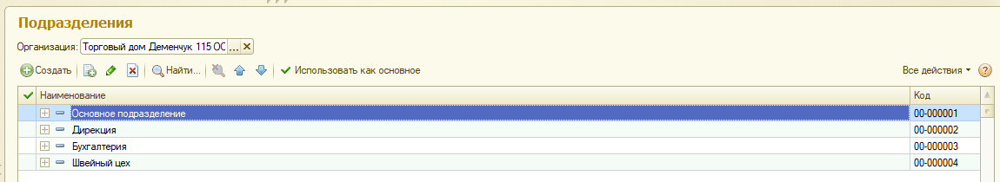 Подразделения
Организация: Торговый дом Деменчук 115 ОС ...
Создать Найти... Использовать как основное Все действия ?
Наименование Код
Основное подразделение 00-000001
Дирекция 00-000002
Бухгалтерия 00-000003
Швейный цех 00-000004